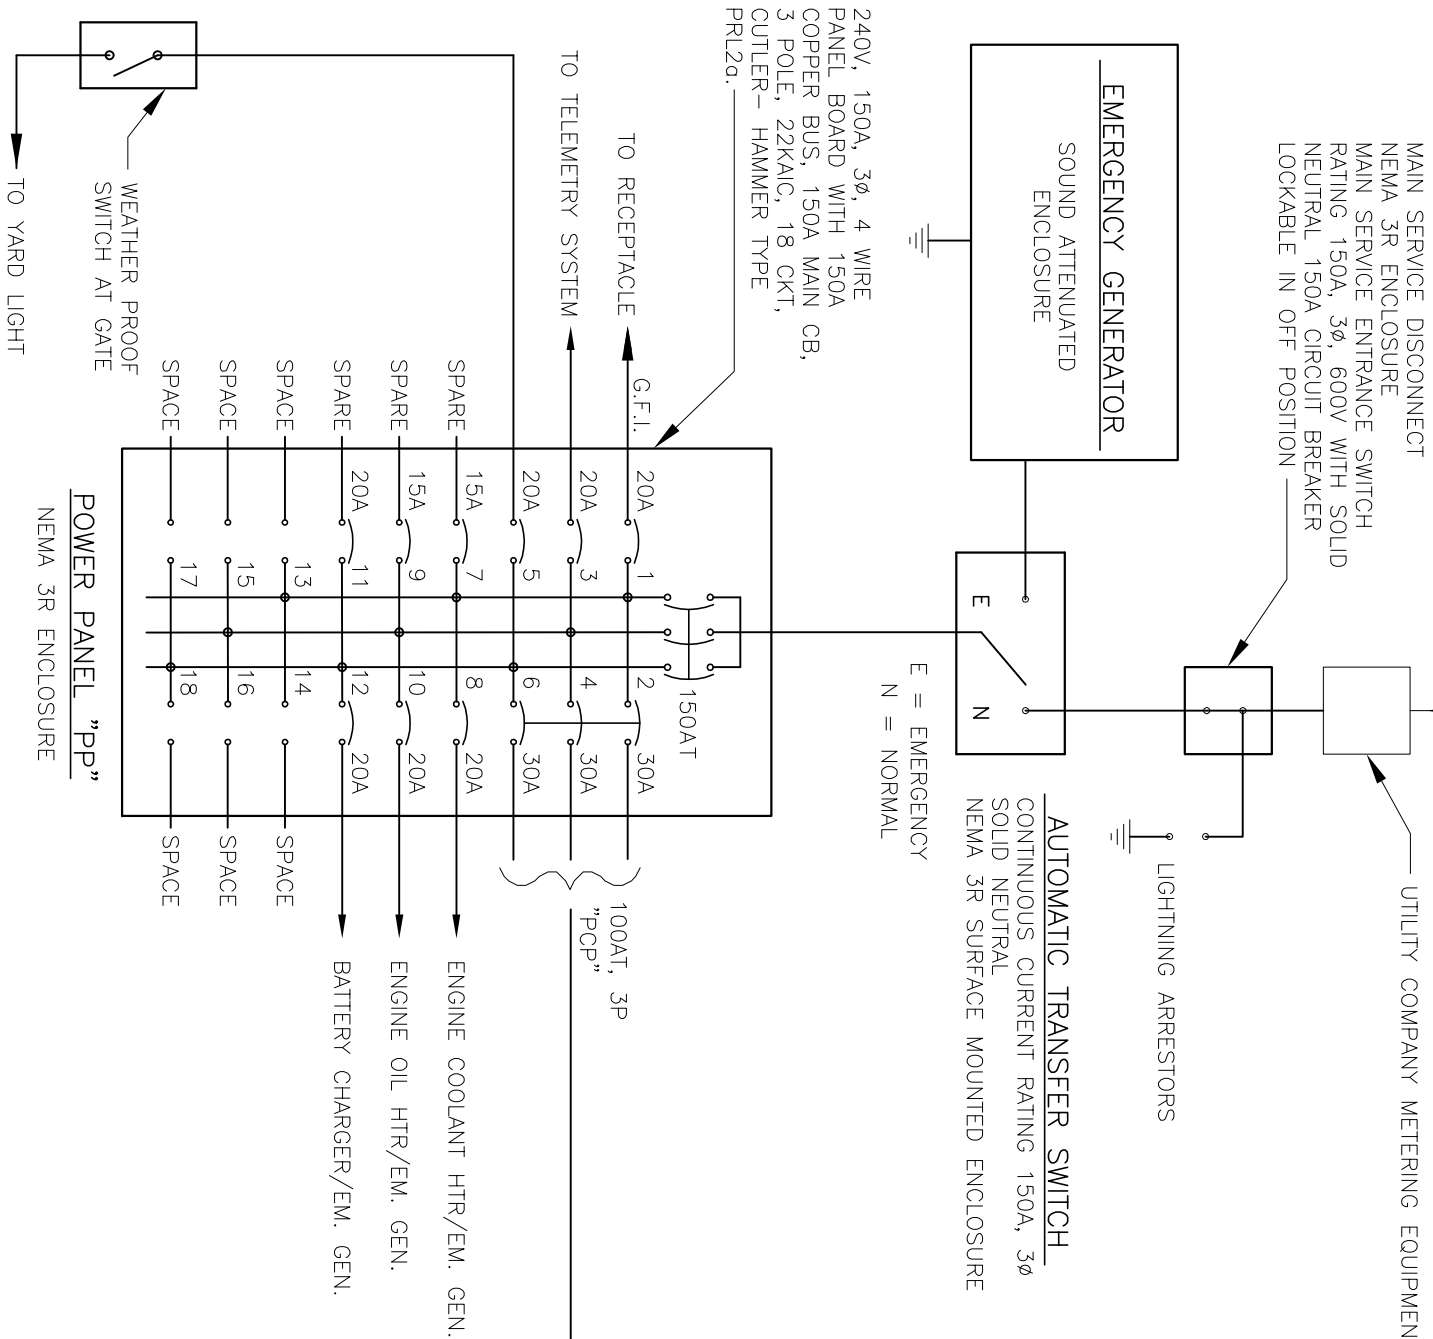 MAIN SERVICE DISCONNECT
NEMA 3R ENCLOSURE
MAIN SERVICE ENTRANCE SWITCH
RATING 150A, 3Ø, 600V WITH SOLID
NEUTRAL 150A CIRCUIT BREAKER
LOCKABLE IN OFF POSITION
UTILITY COMPANY METERING EQUIPMEN
LIGHTNING ARRESTORS
EMERGENCY GENERATOR
SOUND ATTENUATED
ENCLOSURE
E
N
AUTOMATIC TRANSFER SWITCH
CONTINUOUS CURRENT RATING 150A, 3Ø
SOLID NEUTRAL
NEMA 3R SURFACE MOUNTED ENCLOSURE
E = EMERGENCY
N = NORMAL
240V, 150A, 3Ø, 4 WIRE
PANEL BOARD WITH 150A
COPPER BUS, 150A MAIN CB,
3 POLE, 22KAIC, 18 CKT,
CUTLER- HAMMER TYPE
PRL2a.
150AT
TO RECEPTACLE
G.F.I.
20A
1
2
30A
TO TELEMETRY SYSTEM
20A
3
4
30A
20A
5
6
30A
100AT, 3P
"PCP"
SPARE
15A
7
8
20A
ENGINE COOLANT HTR/EM. GEN.
SPARE
15A
9
10
20A
ENGINE OIL HTR/EM. GEN.
SPARE
20A
11
12
20A
BATTERY CHARGER/EM. GEN.
SPACE
13
14
SPACE
SPACE
15
16
SPACE
SPACE
17
18
SPACE
POWER PANEL "PP"
NEMA 3R ENCLOSURE
WEATHER PROOF
SWITCH AT GATE
TO YARD LIGHT